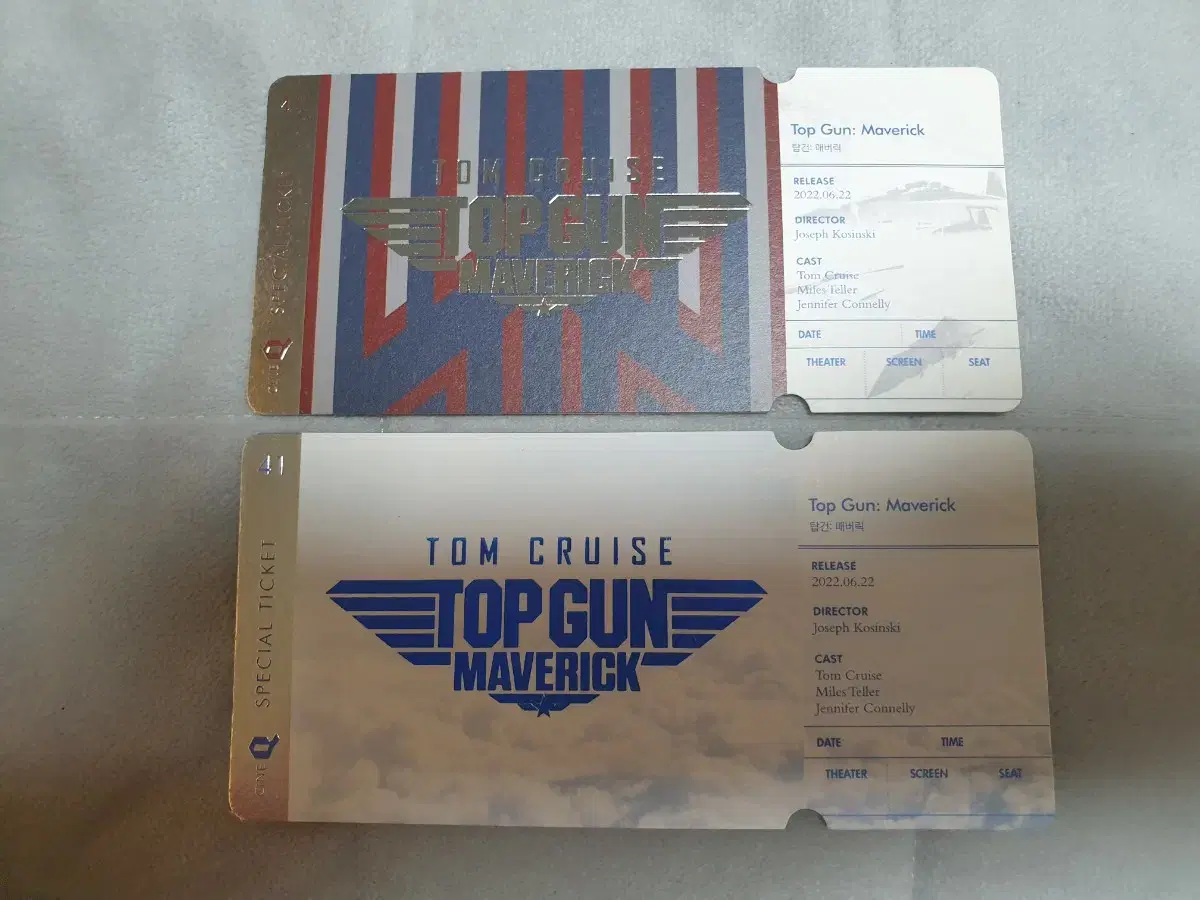 CINE Q SPECIAL TICKET
TOM CRUISE
TOP GUN
MAVERICK
Top Gun: Maverick
탑건: 매버릭
RELEASE
2022.06.22
DIRECTOR
Joseph Kosinski
CAST
Tom Cruise
Miles Teller
Jennifer Connelly
DATE TIME
THEATER SCREEN SEAT
CINE Q SPECIAL TICKET 41
TOM CRUISE
TOP GUN
MAVERICK
Top Gun: Maverick
탑건: 매버릭
RELEASE
2022.06.22
DIRECTOR
Joseph Kosinski
CAST
Tom Cruise
Miles Teller
Jennifer Connelly
DATE TIME
THEATER SCREEN SEAT